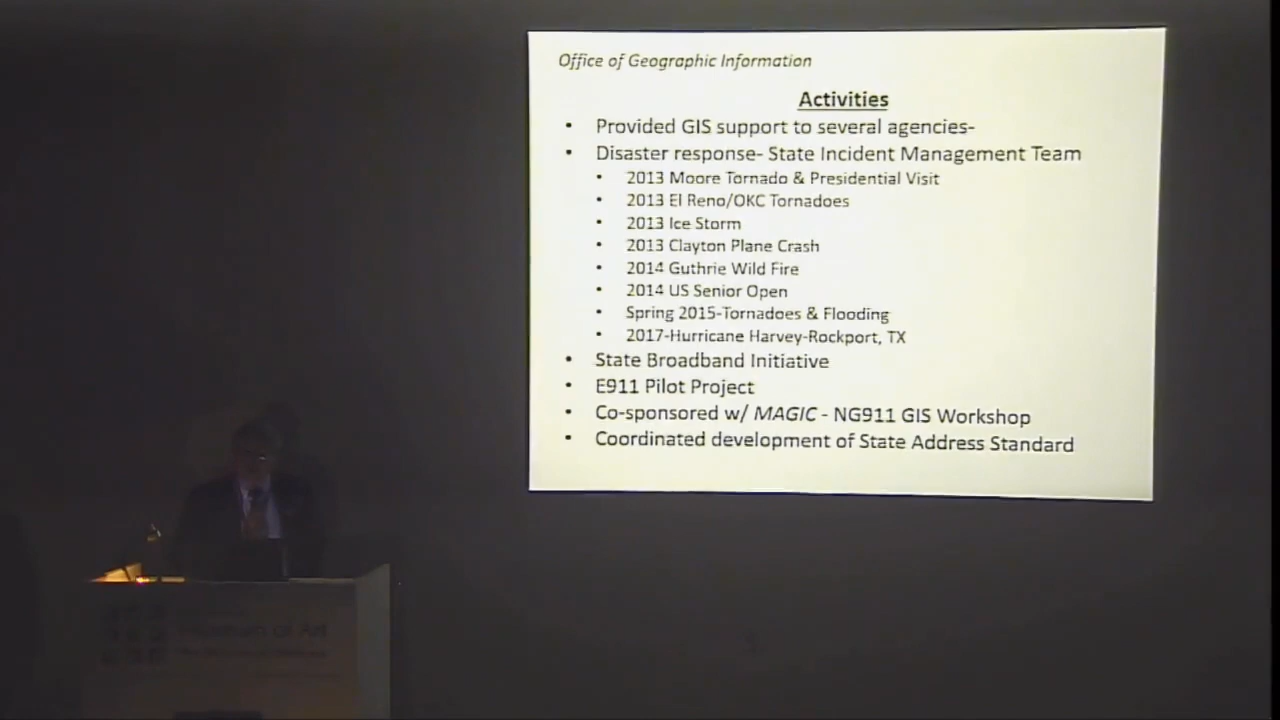 Office of Geographic Information
Activities
• Provided GIS support to several agencies-
• Disaster response- State Incident Management Team
• 2013 Moore Tornado & Presidential Visit
• 2013 El Reno/OKC Tornadoes
• 2013 Ice Storm
• 2013 Clayton Plane Crash
• 2014 Guthrie Wild Fire
• 2014 US Senior Open
• Spring 2015-Tornadoes & Flooding
• 2017-Hurricane Harvey-Rockport, TX
• State Broadband Initiative
• E911 Pilot Project
• Co-sponsored w/ MAGIC - NG911 GIS Workshop
• Coordinated development of State Address Standard
Museum of Art